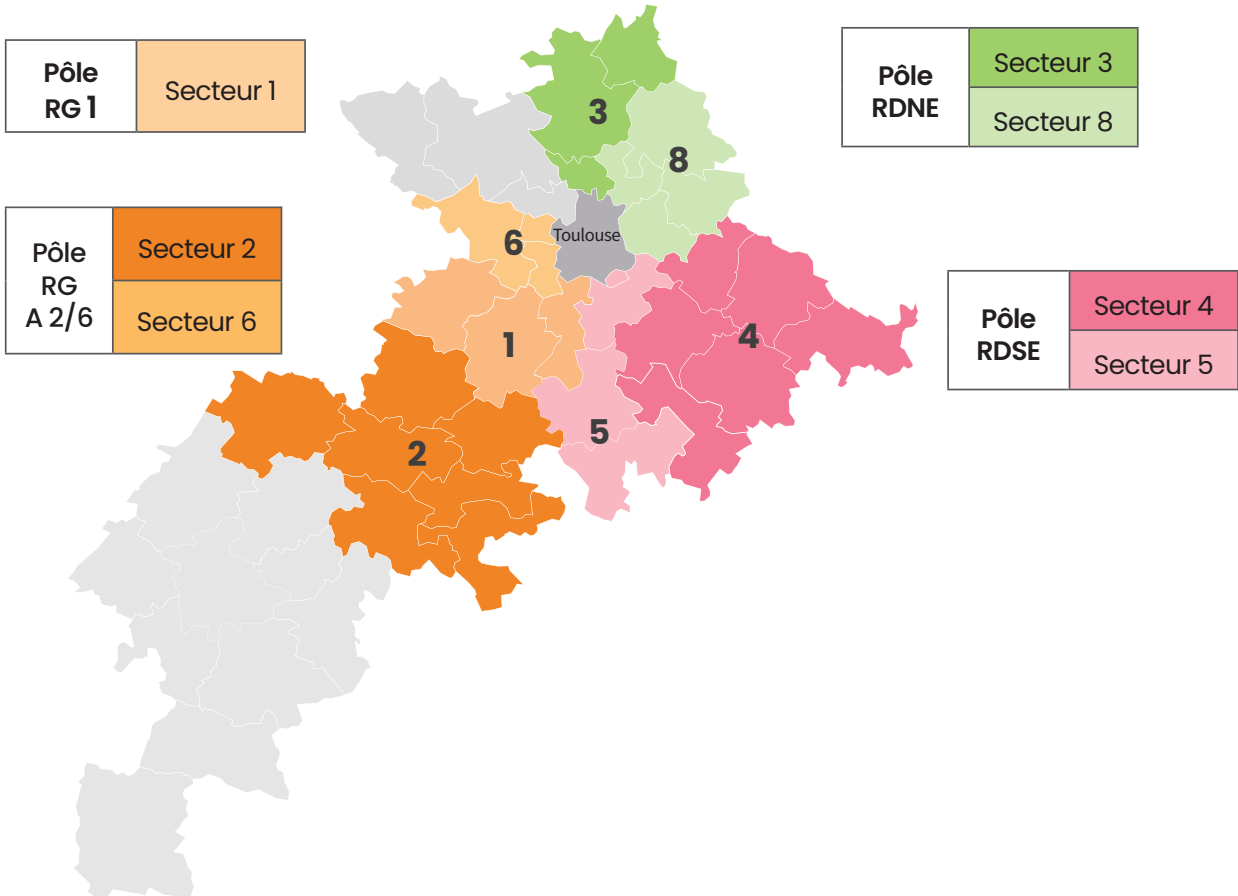 Pôle
RG 1
Secteur 1
Pôle
RG
A 2/6
Secteur 2
Secteur 6
Pôle
RDNE
Secteur 3
Secteur 8
Pôle
RDSE
Secteur 4
Secteur 5
3
8
Toulouse
6
1
4
5
2